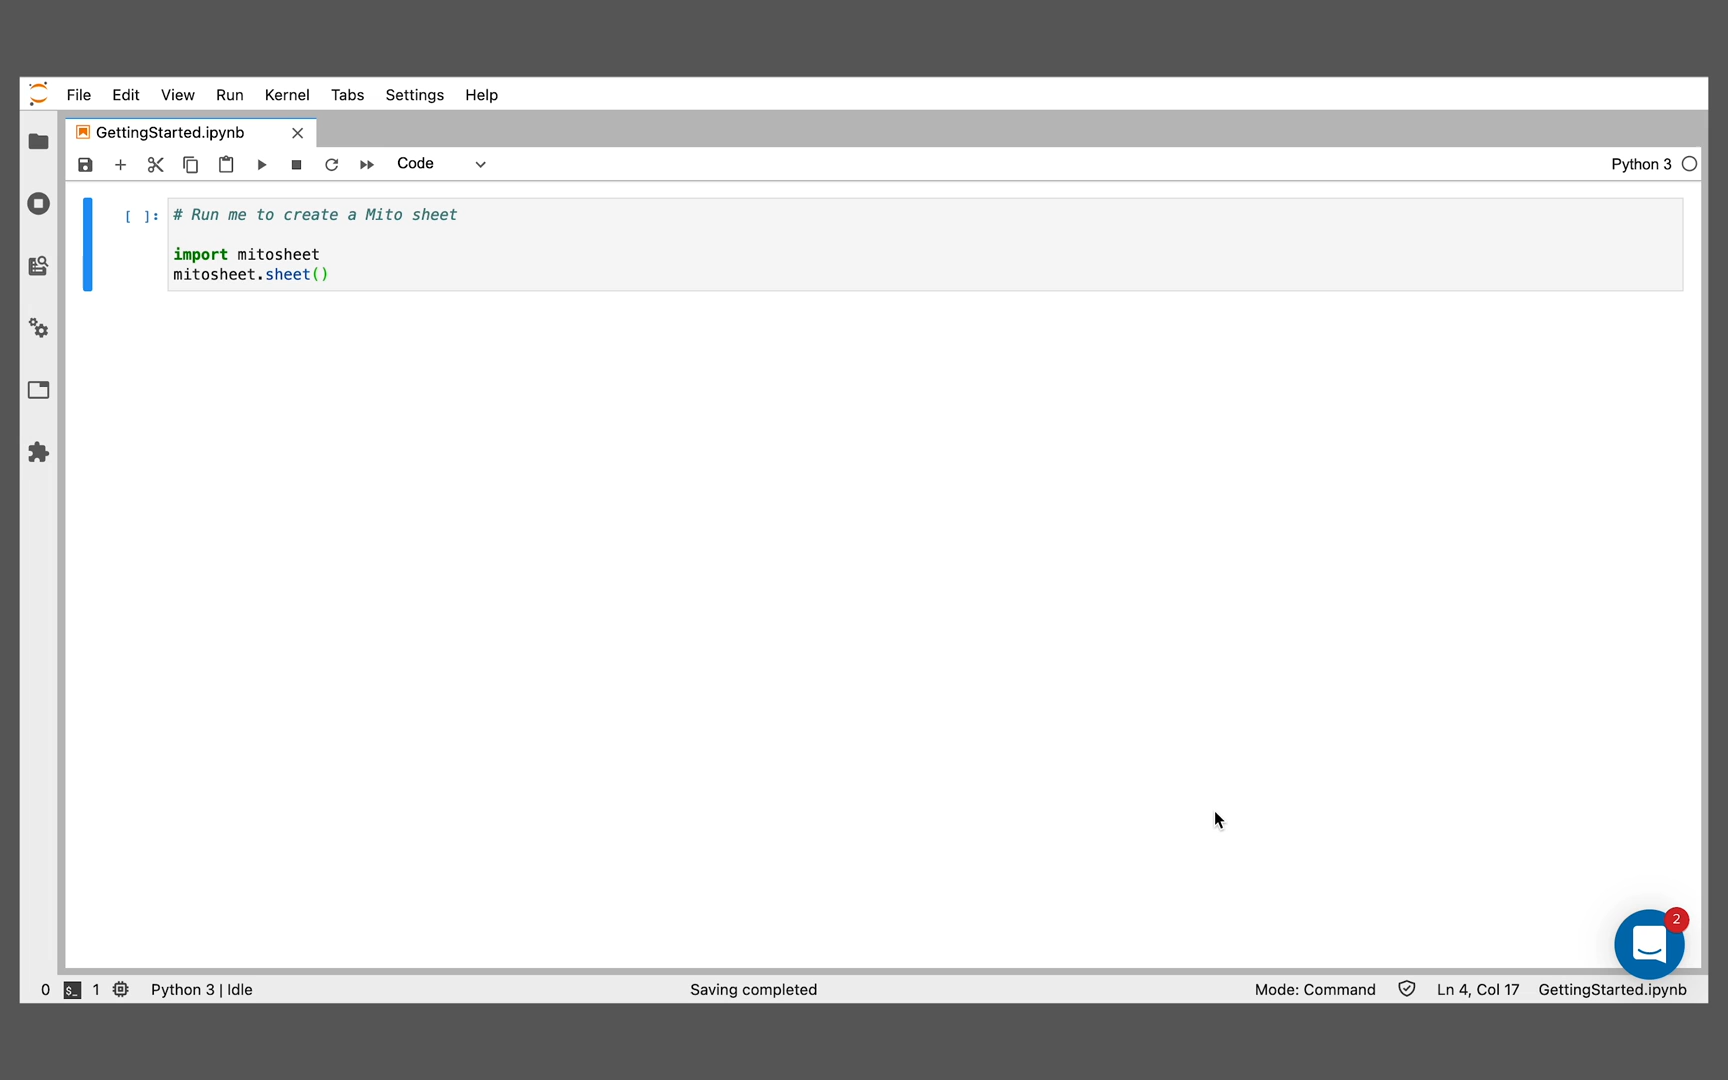 File Edit View Run Kernel Tabs Settings Help
GettingStarted.ipynb
Code
Python 3
[ ]: # Run me to create a Mito sheet
import mitosheet
mitosheet.sheet()
2
0 $_ 1 Python 3 | Idle Saving completed Mode: Command Ln 4, Col 17 GettingStarted.ipynb